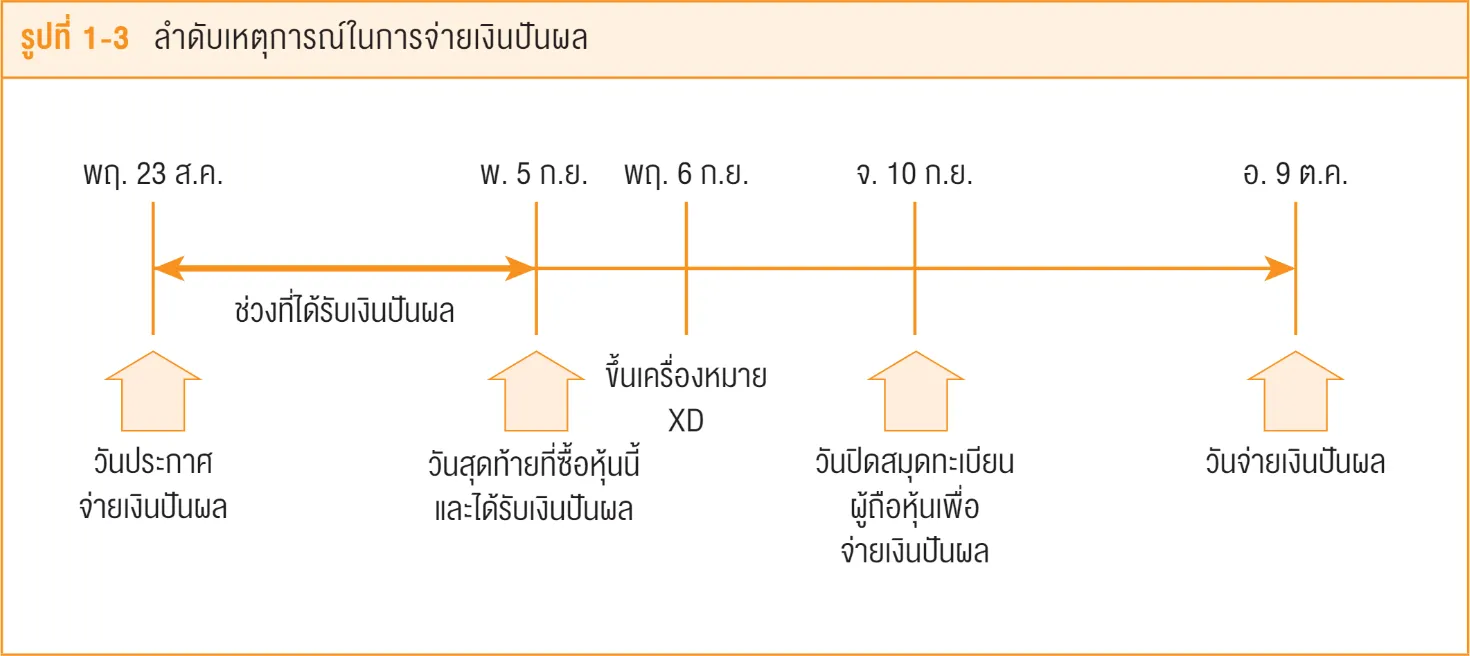 รูปที่ 1-3 ลำดับเหตุการณ์ในการจ่ายเงินปันผล
พฤ. 23 ส.ค.
พ. 5 ก.ย.
พฤ. 6 ก.ย.
จ. 10 ก.ย.
อ. 9 ต.ค.
ช่วงที่ได้รับเงินปันผล
ขึ้นเครื่องหมาย
XD
วันประกาศ
จ่ายเงินปันผล
วันสุดท้ายที่ซื้อหุ้นนี้
และได้รับเงินปันผล
วันปิดสมุดทะเบียน
ผู้ถือหุ้นเพื่อ
จ่ายเงินปันผล
วันจ่ายเงินปันผล